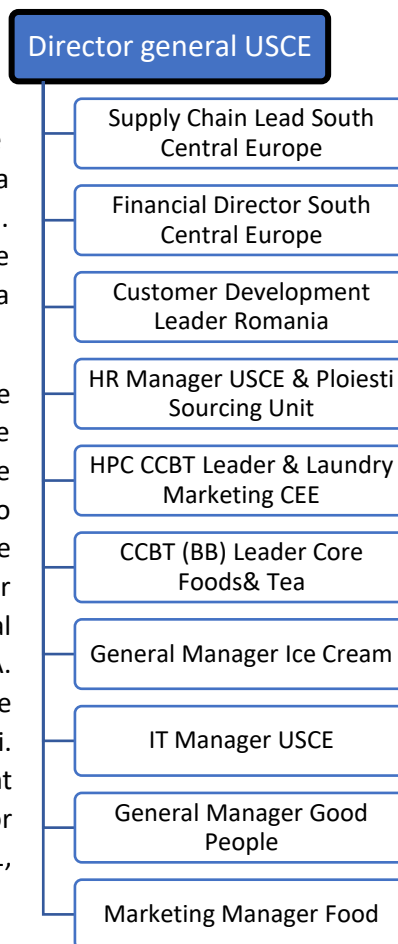 Director general USCE
Supply Chain Lead South
Central Europe
Financial Director South
Central Europe
Customer Development
Leader Romania
HR Manager USCE & Ploiesti
Sourcing Unit
HPC CCBT Leader & Laundry
Marketing CEE
CCBT (BB) Leader Core
Foods& Tea
General Manager Ice Cream
IT Manager USCE
General Manager Good
People
Marketing Manager Food